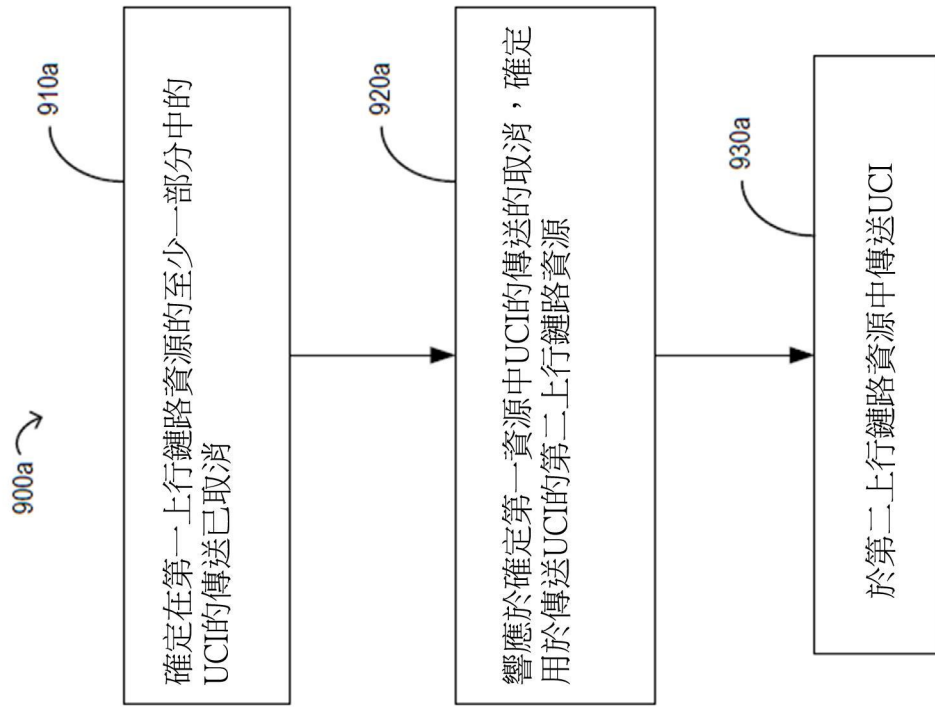 900a
910a
確定在第一上行鏈路資源的至少一部分中的
UCI的傳送已取消
920a
響應於確定第一資源中UCI的傳送的取消，確定
用於傳送UCI的第二上行鏈路資源
930a
於第二上行鏈路資源中傳送UCI